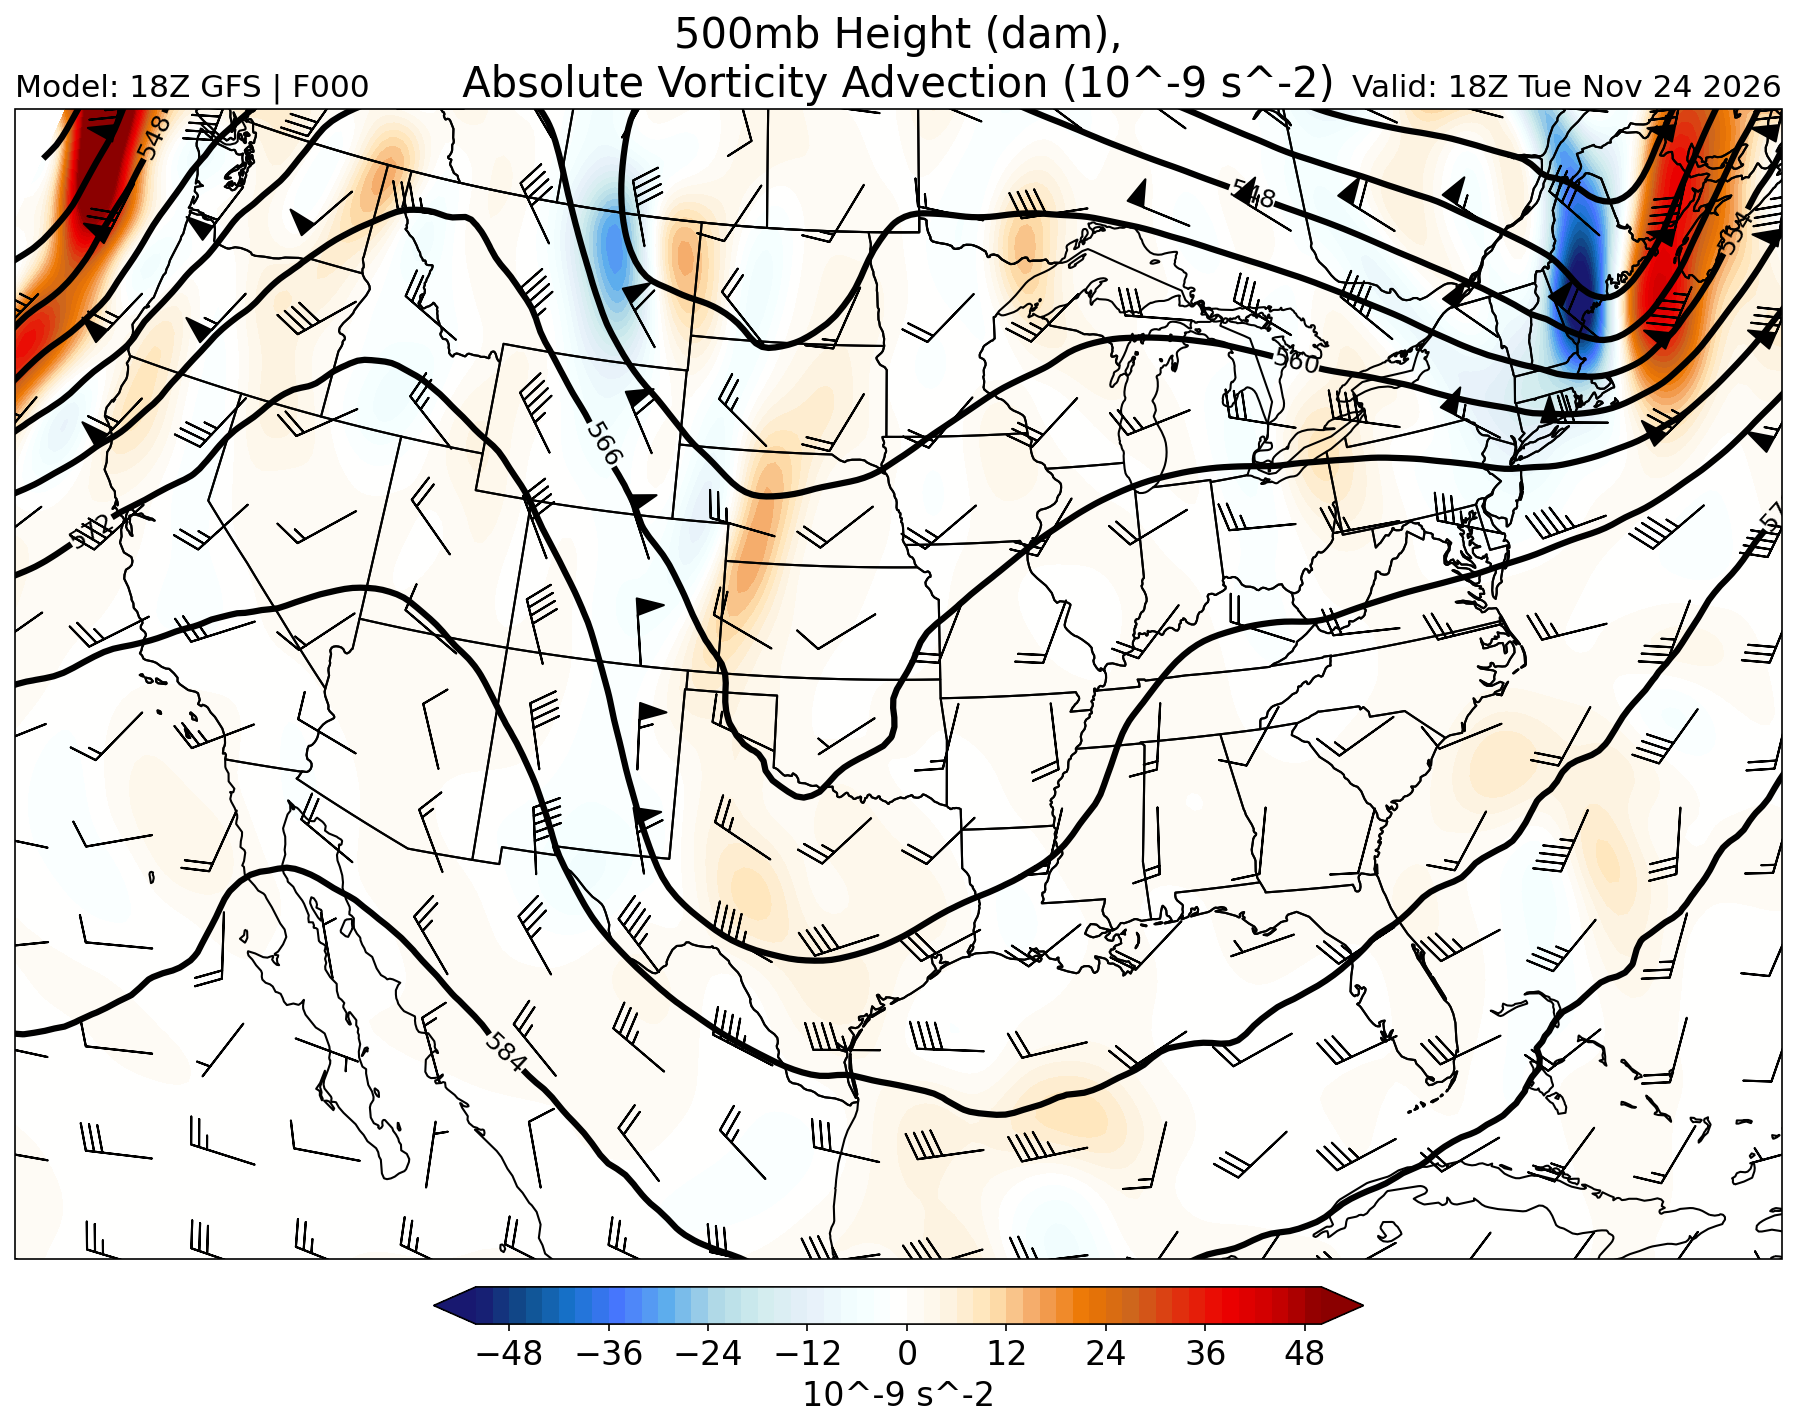 500mb Height (dam),
Model: 18Z GFS | F000
Absolute Vorticity Advection (10^-9 s^-2)
Valid: 18Z Tue Nov 24 2026
548
548
554
560
566
572
584
−48 −36 −24 −12 0 12 24 36 48
10^-9 s^-2